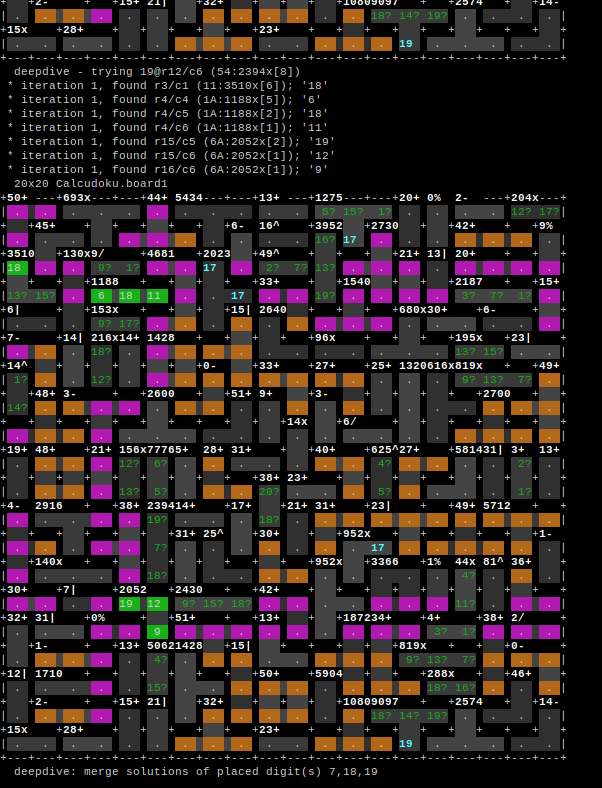 +2- + +15+ 21| +32+ + +10809097 +2574 +14-
|. . . . . . . . . . . . . 18? 14? 19? . . . .|
+15x +28+ + + + +23+ + + + + +
|. . . . . . . . . . . . . . 19 . . . . .|
+---+---+---+---+---+---+---+---+---+---+
deepdive - trying 19@r12/c6 (54:2394x[8])
* iteration 1, found r3/c1 (11:3510x[6]); '18'
* iteration 1, found r4/c4 (1A:1188x[5]); '6'
* iteration 1, found r4/c5 (1A:1188x[2]); '18'
* iteration 1, found r4/c6 (1A:1188x[1]); '11'
* iteration 1, found r15/c5 (6A:2052x[2]); '19'
* iteration 1, found r15/c6 (6A:2052x[1]); '12'
* iteration 1, found r16/c6 (6A:2052x[1]); '9'
20x20 Calcudoku.board1
+50+ +693x---+---+44+ 5434---+---+13+ ---+1275---+---+20+ 0% 2- ---+204x---+
|. . . . . . . . . . . 5? 15? 1? . . . . 12? 17?|
+ +45+ + + +6- 16^ +3952 +2730 +42+ + +9%
|. . . . . . . . . . . 16? 17 . . . . . . .|
+3510 +130x9/ +4681 +2023 +49^ + + +21+ 13| 20+ +
|18 . . 9? 1? . . 17 . 2? 7? 13? . . . . . . . .|
+ + +1188 + + + +33+ + +1540 + +2187 +15+
|13? 15? . 6 18 11 . . 17 . . 19? . . . . 3? 7? 1? .|
+6| + +153x + + +15| 2640 + + +680x30+ +6- +
|. . . 9? 17? . . . . . . . . . . . . . . .|
+7- +14| 216x14+ 1428 + + +96x + + +195x +23| +
|. . . 18? . . . . . . . . . . . . 13? 15? . .|
+14^ + + + +0- +33+ +27+ +25+ 1320616x819x +49+
|1? . . 12? . . . . . . . . . . . . 9? 13? 7? .|
+ +48+ 3- +2600 + +51+ 9+ +3- + + + +2700 +
|14? . . . . . . . . . . . . . . . . . . .|
+ + + + + + + +14x +6/ + + + +
|. . . . . . . . . . . . . . . . . . . .|
+19+ 48+ +21+ 156x77765+ 28+ 31+ + +40+ +625^27+ +581431| 3+ 13+
|. . . . 12? 6? . . . . . . . 4? . . . . 2? .|
+ + + + + + +38+ 23+ + + + + + +
|. . . . 13? 5? . . . 20? . . . 5? . . . . 1? .|
+4- 2916 + +38+ 239414+ +17+ +21+ 31+ +23| +49+ 5712
|. . . . . 19? . . . 18? . . . . . . . . . .|
+ + + + +31+ 25^ +30+ + +952x + + + +1-
|. . . . . 7? . . . . . . . 17 . . . . . .|
+140x + + + + + + +952x +3366 +1% 44x 81^ 36+ +
|. . . . . 18? . . . . . . . . . . 4? . . .|
+30+ +7| +2052 +2430 +42+ + + + + + +
|. . . . 19 12 9? 15? 18? . . . . . . . 11? . . .|
+32+ 31| +0% + +51+ + +13+ + +187234+ +4+ +38+ 2/
|. . . . . 9 . . . . . . . . . 3? 1? . . .|
+ +1- + +13+ 50621428 +15| + + + +819x + +0- +
|. . . . . 4? . . . . . . . . 9? 13? 7? . . .|
+12| 1710 + + + + +50+ +5904 + +288x +46+ +
|. . . . . 15? . . . . . . . . . 18? 16? . . .|
+2- + +15+ 21| +32+ + +10809097 +2574 +14-
|. . . . . . . . . . . . . 18? 14? 19? . . . .|
+15x +28+ + + + +23+ + + + + +
|. . . . . . . . . . . . . . 19 . . . . .|
+---+---+---+---+---+---+---+---+---+---+
deepdive: merge solutions of placed digit(s) 7,18,19